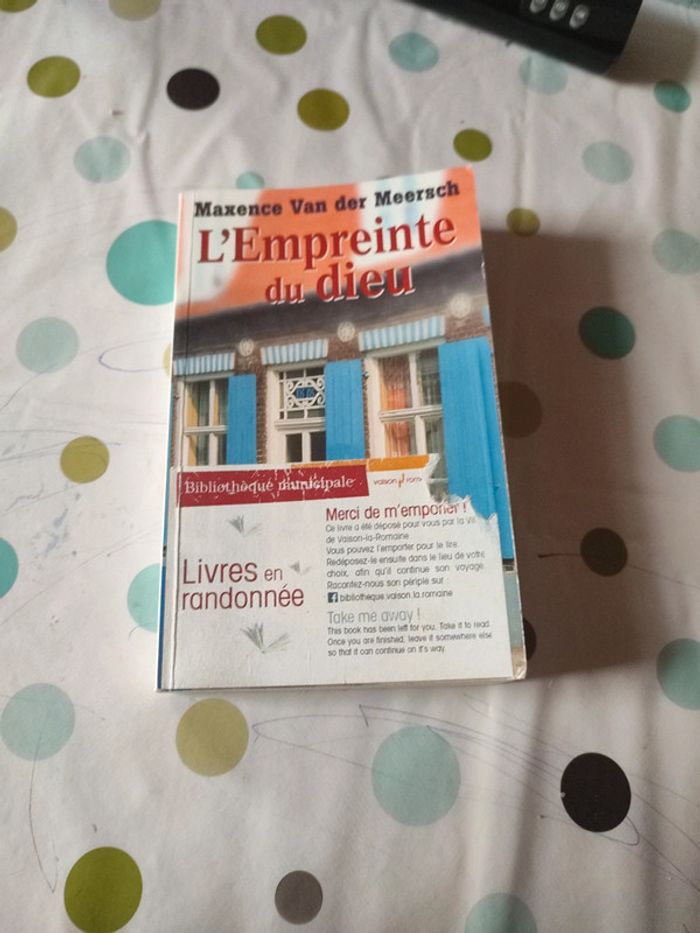 Maxence Van der Meersch
L'Empreinte
du dieu
Bibliothèque municipale
vaison
Merci de m'emporter !
Ce livre a été déposé pour vous par la Vil
de Vaison-la-Romaine.
Vous pouvez l'emporter pour le lire.
Redéposez-le ensuite dans le lieu de votre
choix, afin qu'il continue son voyage.
Racontez-nous son périple sur :
bibliotheque.vaison.la.romaine
Livres en
randonnée
Take me away !
This book has been left for you. Take it to read.
Once you are finished, leave it somewhere else
so that it can continue on it's way.